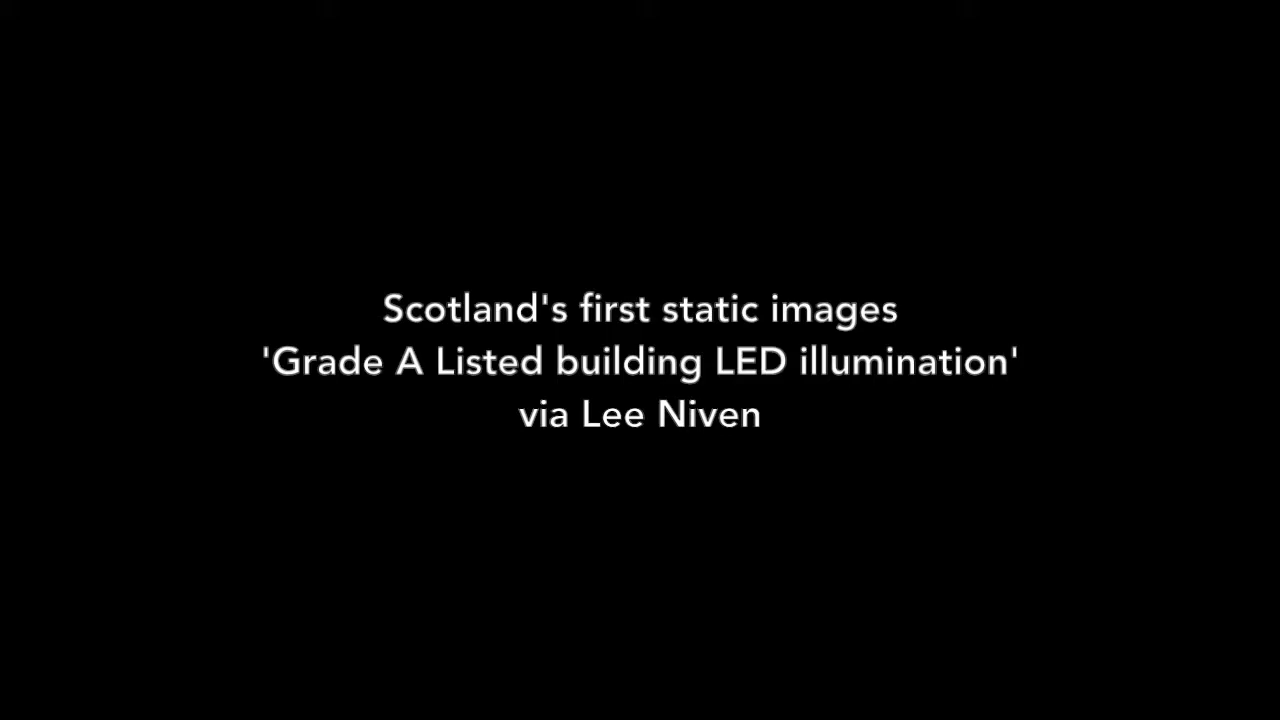 Scotland's first static images
'Grade A Listed building LED illumination'
via Lee Niven